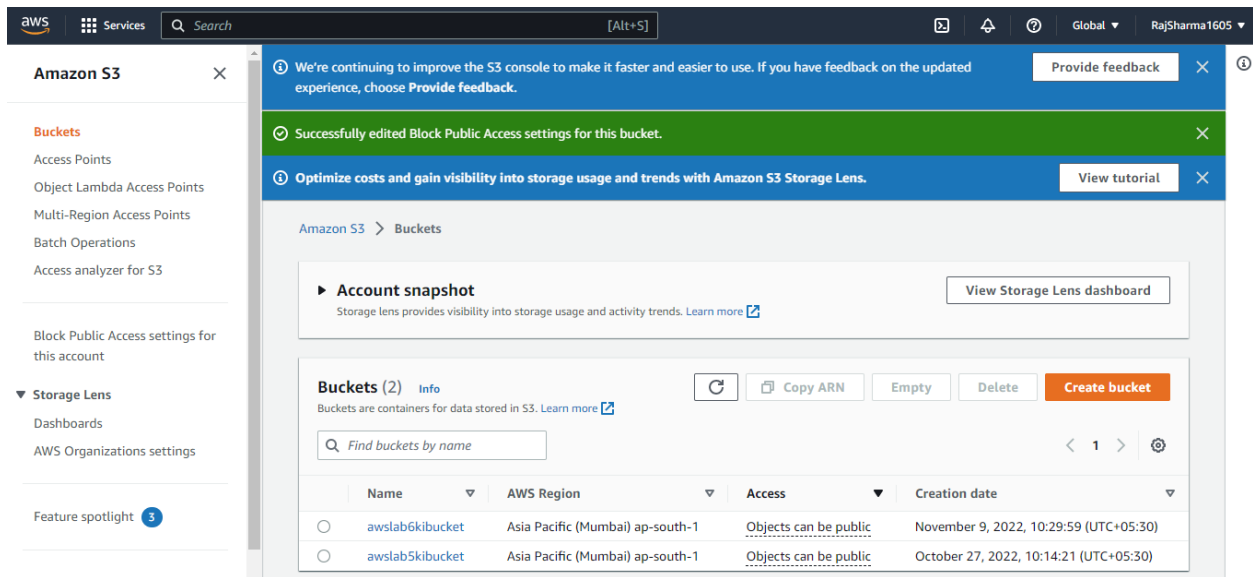 aws Services Search [Alt+S] Global RajSharma1605
Amazon S3
Buckets
Access Points
Object Lambda Access Points
Multi-Region Access Points
Batch Operations
Access analyzer for S3
Block Public Access settings for
this account
Storage Lens
Dashboards
AWS Organizations settings
Feature spotlight 3
We're continuing to improve the S3 console to make it faster and easier to use. If you have feedback on the updated
experience, choose Provide feedback.
Provide feedback
Successfully edited Block Public Access settings for this bucket.
Optimize costs and gain visibility into storage usage and trends with Amazon S3 Storage Lens.
View tutorial
Amazon S3 > Buckets
Account snapshot
Storage lens provides visibility into storage usage and activity trends. Learn more
View Storage Lens dashboard
Buckets (2) Info
Buckets are containers for data stored in S3. Learn more
Copy ARN Empty Delete Create bucket
Find buckets by name
1
Name AWS Region Access Creation date
awslab6kibucket Asia Pacific (Mumbai) ap-south-1 Objects can be public November 9, 2022, 10:29:59 (UTC+05:30)
awslab5kibucket Asia Pacific (Mumbai) ap-south-1 Objects can be public October 27, 2022, 10:14:21 (UTC+05:30)